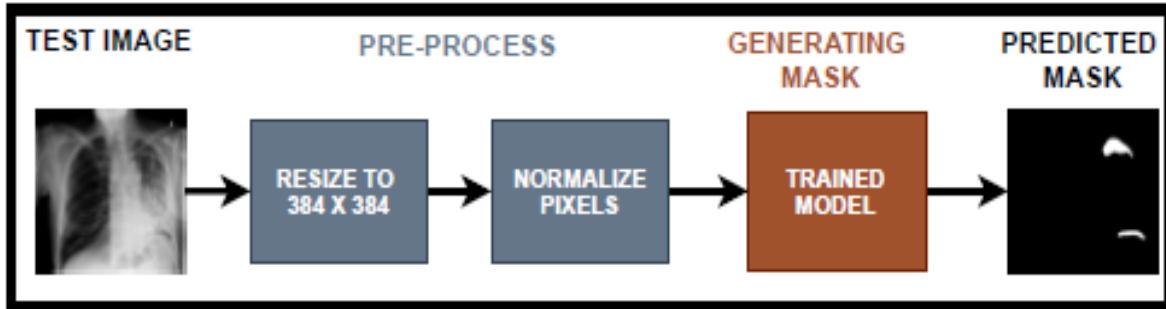 TEST IMAGE
PRE-PROCESS
GENERATING
MASK
PREDICTED
MASK
RESIZE TO
384 X 384
NORMALIZE
PIXELS
TRAINED
MODEL